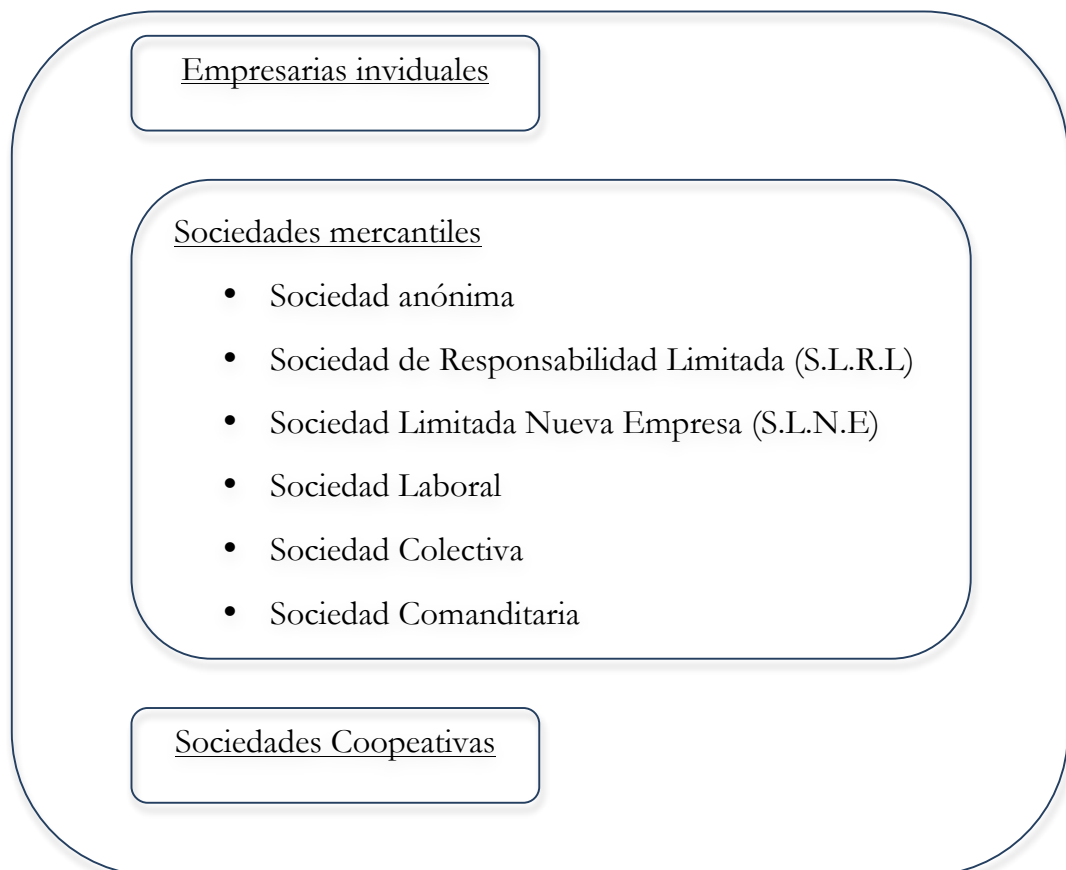 Empresarias inviduales
Sociedades mercantiles
• Sociedad anónima
• Sociedad de Responsabilidad Limitada (S.L.R.L)
• Sociedad Limitada Nueva Empresa (S.L.N.E)
• Sociedad Laboral
• Sociedad Colectiva
• Sociedad Comanditaria
Sociedades Coopeativas